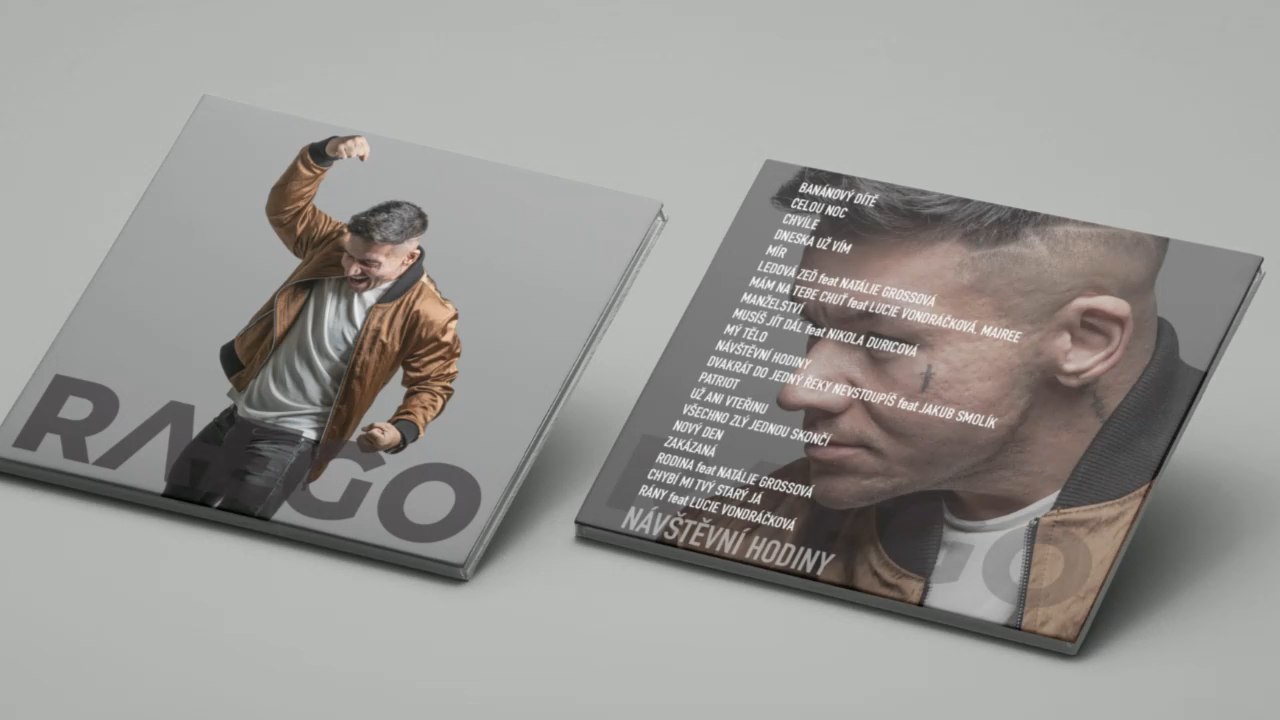 RAEGO
BANÁNOVÝ DÍTĚ
CELOU NOC
CHVÍLE
DNESKA UŽ VÍM
MÍR
LEDOVÁ ZEĎ feat NATÁLIE GROSSOVÁ
MÁM NA TEBE CHUŤ feat LUCIE VONDRÁČKOVÁ, MAIREE
MANŽELSTVÍ
MUSÍŠ JÍT DÁL feat NIKOLA DURICOVÁ
MÝ TĚLO
NÁVŠTĚVNÍ HODINY
DVAKRÁT DO JEDNÝ ŘEKY NEVSTOUPÍŠ feat JAKUB SMOLÍK
PATRIOT
UŽ ANI VTEŘINU
VŠECHNO ZLÝ JEDNOU SKONČÍ
NOVÝ DEN
ZAKÁZANÁ
RODINA feat NATÁLIE GROSSOVÁ
CHYBÍ MI TVÝ STARÝ JÁ
RÁNY feat LUCIE VONDRÁČKOVÁ
NÁVŠTĚVNÍ HODINY